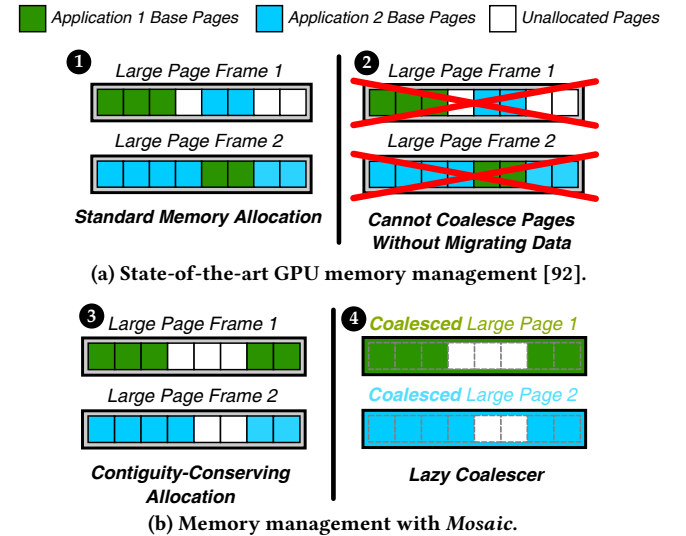 Application 1 Base Pages Application 2 Base Pages Unallocated Pages
1 2
Large Page Frame 1 Large Page Frame 1
Large Page Frame 2 Large Page Frame 2
Standard Memory Allocation Cannot Coalesce Pages
Without Migrating Data
(a) State-of-the-art GPU memory management [92].
3 4
Large Page Frame 1 Coalesced Large Page 1
Large Page Frame 2 Coalesced Large Page 2
Contiguity-Conserving Lazy Coalescer
Allocation
(b) Memory management with Mosaic.